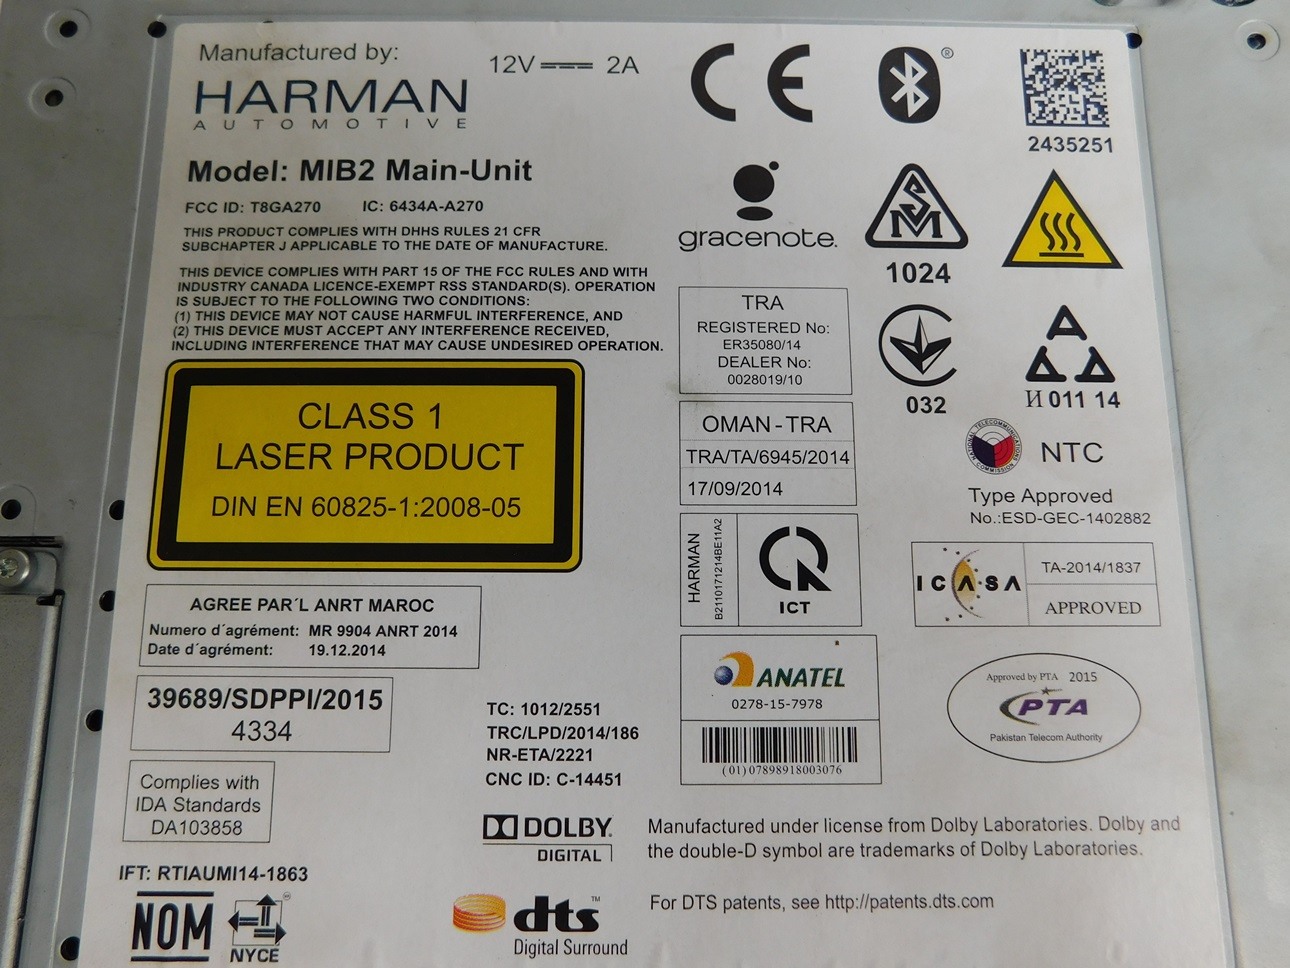 Manufactured by:
HARMAN
AUTOMOTIVE
12V 2A
CE
®
2435251
Model: MIB2 Main-Unit
FCC ID: T8GA270 IC: 6434A-A270
THIS PRODUCT COMPLIES WITH DHHS RULES 21 CFR
SUBCHAPTER J APPLICABLE TO THE DATE OF MANUFACTURE.
THIS DEVICE COMPLIES WITH PART 15 OF THE FCC RULES AND WITH
INDUSTRY CANADA LICENCE-EXEMPT RSS STANDARD(S). OPERATION
IS SUBJECT TO THE FOLLOWING TWO CONDITIONS:
(1) THIS DEVICE MAY NOT CAUSE HARMFUL INTERFERENCE, AND
(2) THIS DEVICE MUST ACCEPT ANY INTERFERENCE RECEIVED,
INCLUDING INTERFERENCE THAT MAY CAUSE UNDESIRED OPERATION.
gracenote.
SM
1024
CLASS 1
LASER PRODUCT
DIN EN 60825-1:2008-05
TRA
REGISTERED No:
ER35080/14
DEALER No:
0028019/10
032
A
И 011 14
OMAN-TRA
TRA/TA/6945/2014
17/09/2014
NATIONAL TELECOMMUNICATIONS COMMISSION
NTC
Type Approved
No.:ESD-GEC-1402882
HARMAN
B2110171214BE11A2
ICT
ICASA
TA-2014/1837
APPROVED
AGREE PAR´L ANRT MAROC
Numero d´agrément: MR 9904 ANRT 2014
Date d´agrément: 19.12.2014
ANATEL
0278-15-7978
(01)07898918003076
Approved by PTA 2015
PTA
Pakistan Telecom Authority
39689/SDPPI/2015
4334
TC: 1012/2551
TRC/LPD/2014/186
NR-ETA/2221
CNC ID: C-14451
Complies with
IDA Standards
DA103858
DOLBY.
DIGITAL
Manufactured under license from Dolby Laboratories. Dolby and
the double-D symbol are trademarks of Dolby Laboratories.
IFT: RTIAUMI14-1863
NOM
NYCE
dts™
Digital Surround
For DTS patents, see http://patents.dts.com